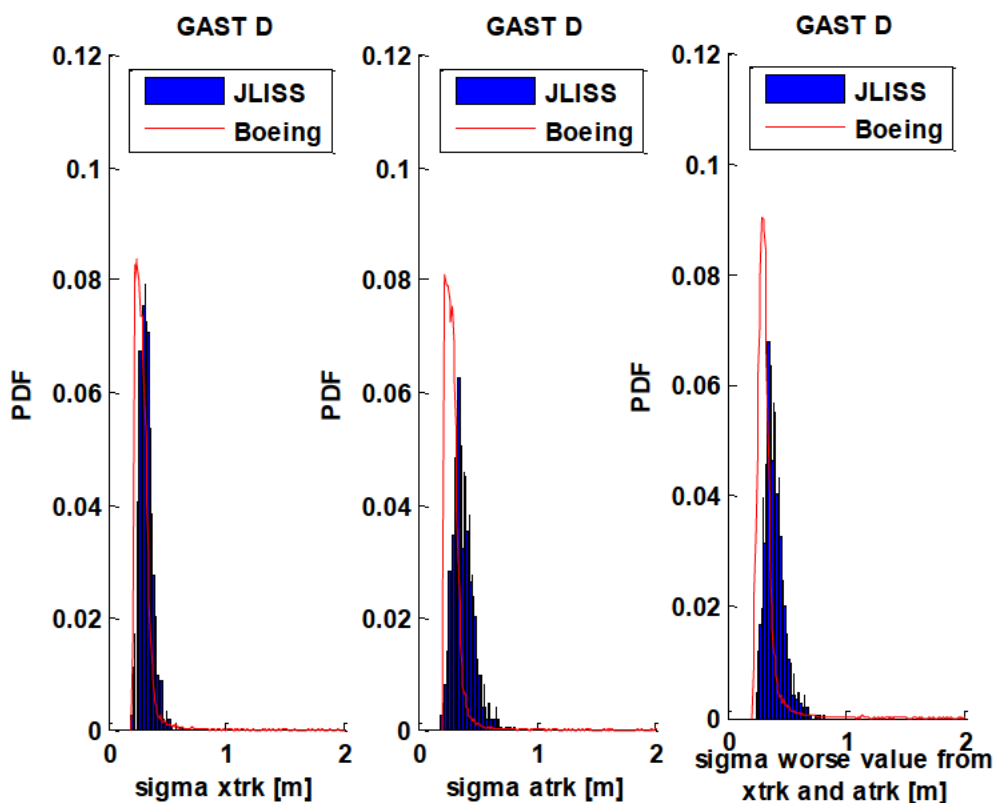 GAST D
0.12
0.1
0.08
0.06
0.04
0.02
0
PDF
JLISS
Boeing
0 1 2
sigma xtrk [m]
GAST D
0.12
0.1
0.08
0.06
0.04
0.02
0
PDF
JLISS
Boeing
0 1 2
sigma atrk [m]
GAST D
0.12
0.1
0.08
0.06
0.04
0.02
0
PDF
JLISS
Boeing
0 1 2
sigma worse value from
xtrk and atrk [m]